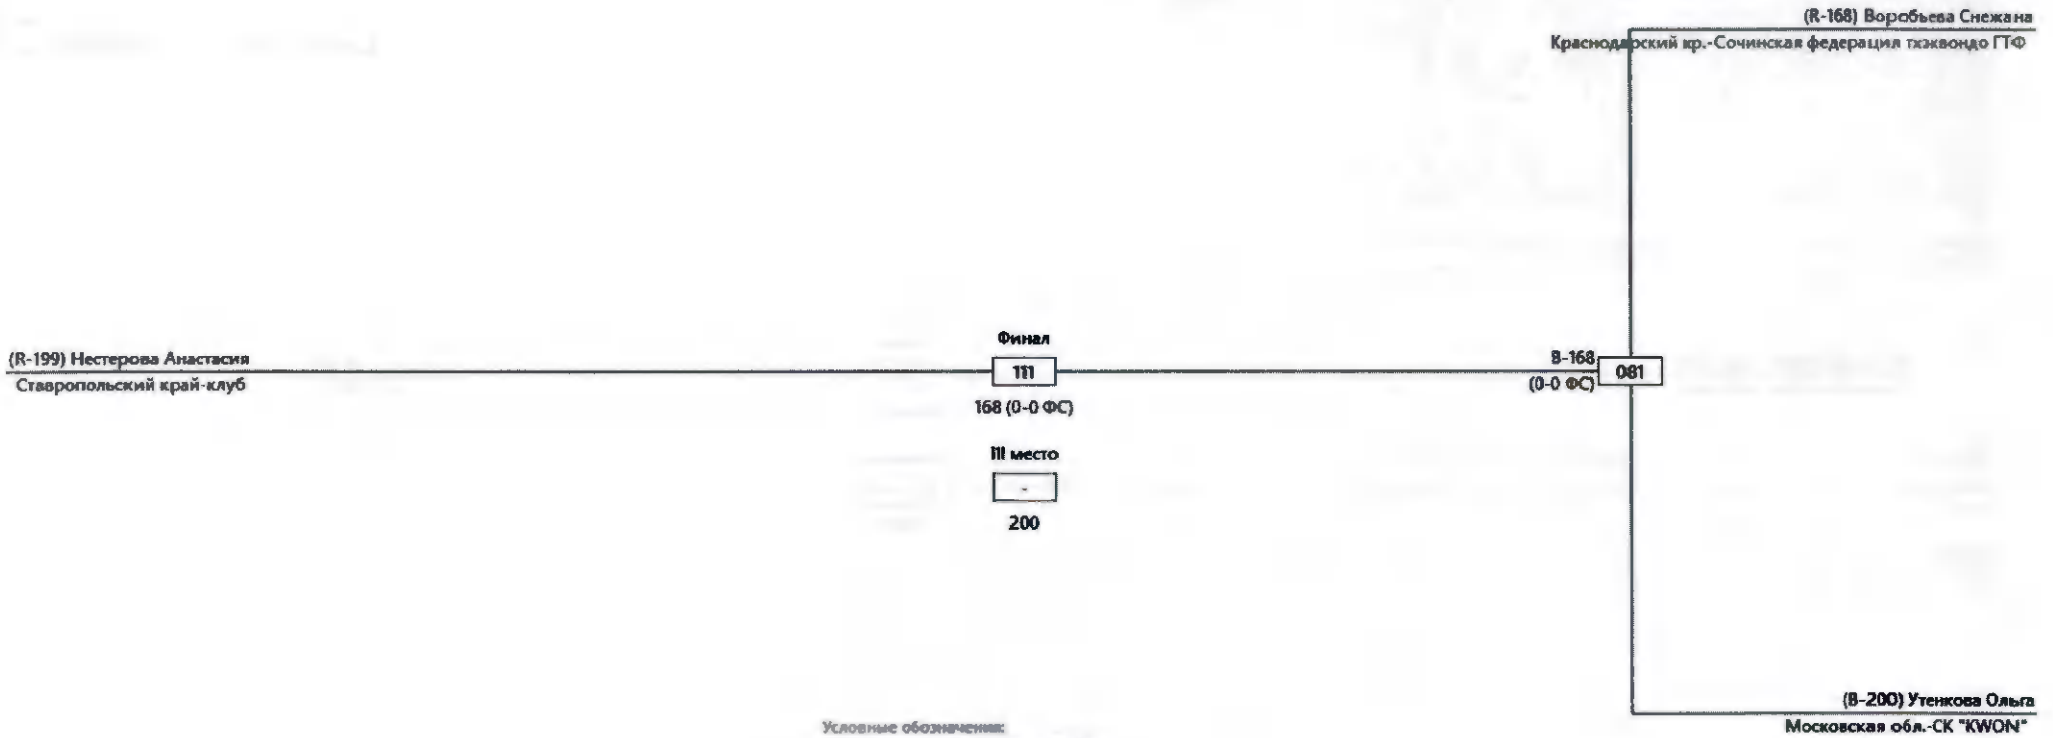 (R-168) Воробьева Снежана
Краснодарский кр.-Сочинская федерация тхэквондо ГТФ
Финал
(R-199) Нестерова Анастасия
111
B-168
081
Ставропольский край-клуб
(0-0 ФС)
168 (0-0 ФС)
III место
-
200
(B-200) Утенкова Ольга
Московская обл.-СК "KWON"
Условные обозначения: